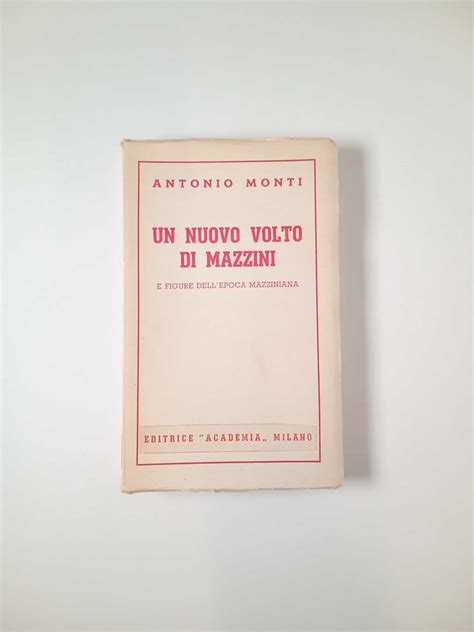 ANTONIO MONTI
UN NUOVO VOLTO
DI MAZZINI
E FIGURE DELL'EPOCA MAZZINIANA
EDITRICE "ACADEMIA„ MILANO